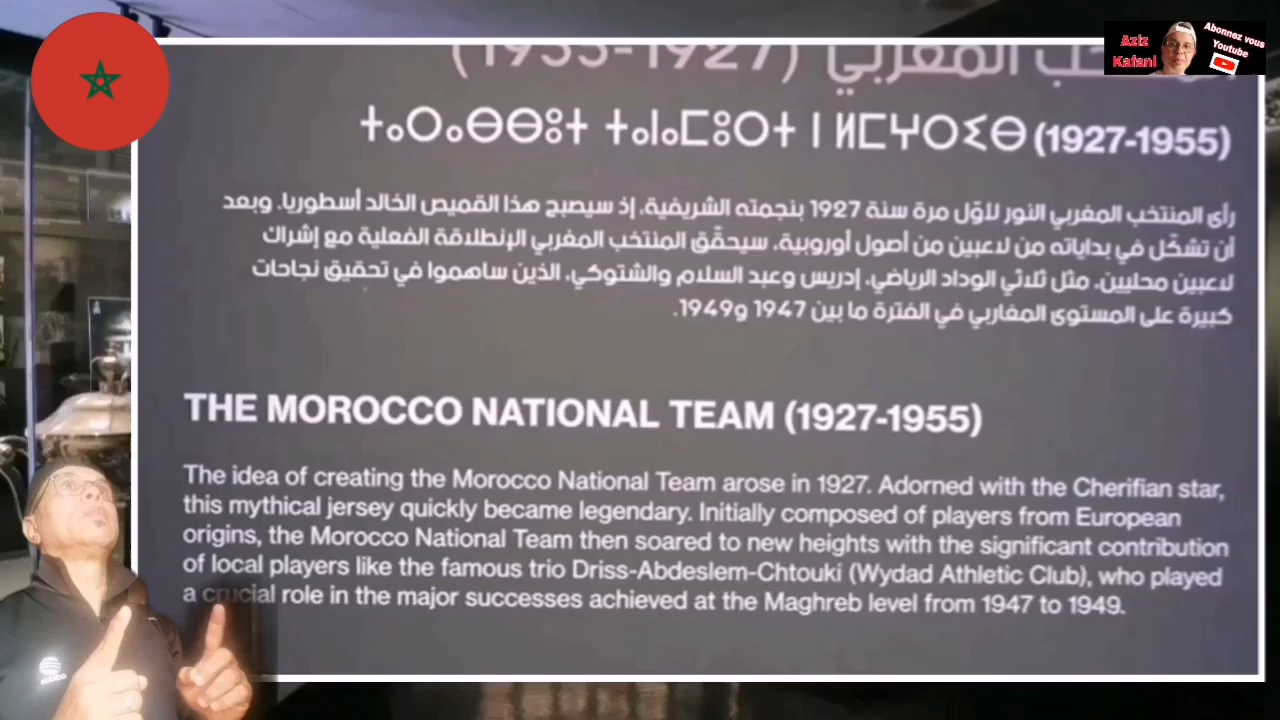 المغربي (1927-1955)
ⵜⴰⵔⴰⴱⴱⵓⵜ ⵜⴰⵏⴰⵎⵓⵔⵜ ⵏ ⵍⵎⵖⵔⵉⴱ (1927-1955)
رأى المنتخب المغربي النور لأوّل مرة سنة 1927 بنجمته الشريفية، إذ سيصبح هذا القميص الخالد أسطوريا. وبعد
أن تشكّل في بداياته من لاعبين من أصول أوروبية، سيحقّق المنتخب المغربي الإنطلاقة الفعلية مع إشراك
لاعبين محليين، مثل ثلاثي الوداد الرياضي، إدريس وعبد السلام والشتوكي، الذين ساهموا في تحقيق نجاحات
كبيرة على المستوى المغاربي في الفترة ما بين 1947 و1949.
THE MOROCCO NATIONAL TEAM (1927-1955)
The idea of creating the Morocco National Team arose in 1927. Adorned with the Cherifian star,
this mythical jersey quickly became legendary. Initially composed of players from European
origins, the Morocco National Team then soared to new heights with the significant contribution
of local players like the famous trio Driss-Abdeslem-Chtouki (Wydad Athletic Club), who played
a crucial role in the major successes achieved at the Maghreb level from 1947 to 1949.
Aziz
Kafani
Abonnez vous
Youtube